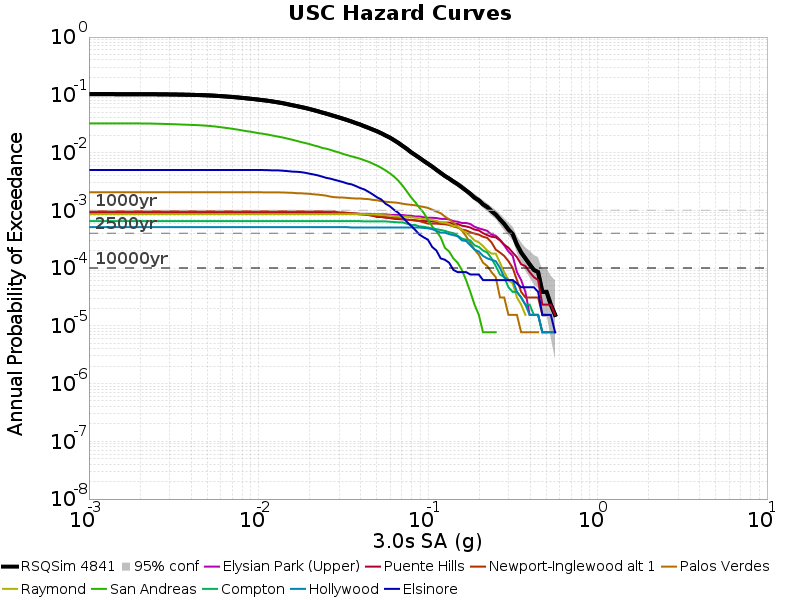 USC Hazard Curves
Annual Probability of Exceedance
10^0
10^-1
10^-2
10^-3
10^-4
10^-5
10^-6
10^-7
10^-8
1000yr
2500yr
10000yr
10^-3 10^-2 10^-1 10^0 10^1
3.0s SA (g)
RSQSim 4841 95% conf Elysian Park (Upper) Puente Hills Newport-Inglewood alt 1 Palos Verdes
Raymond San Andreas Compton Hollywood Elsinore